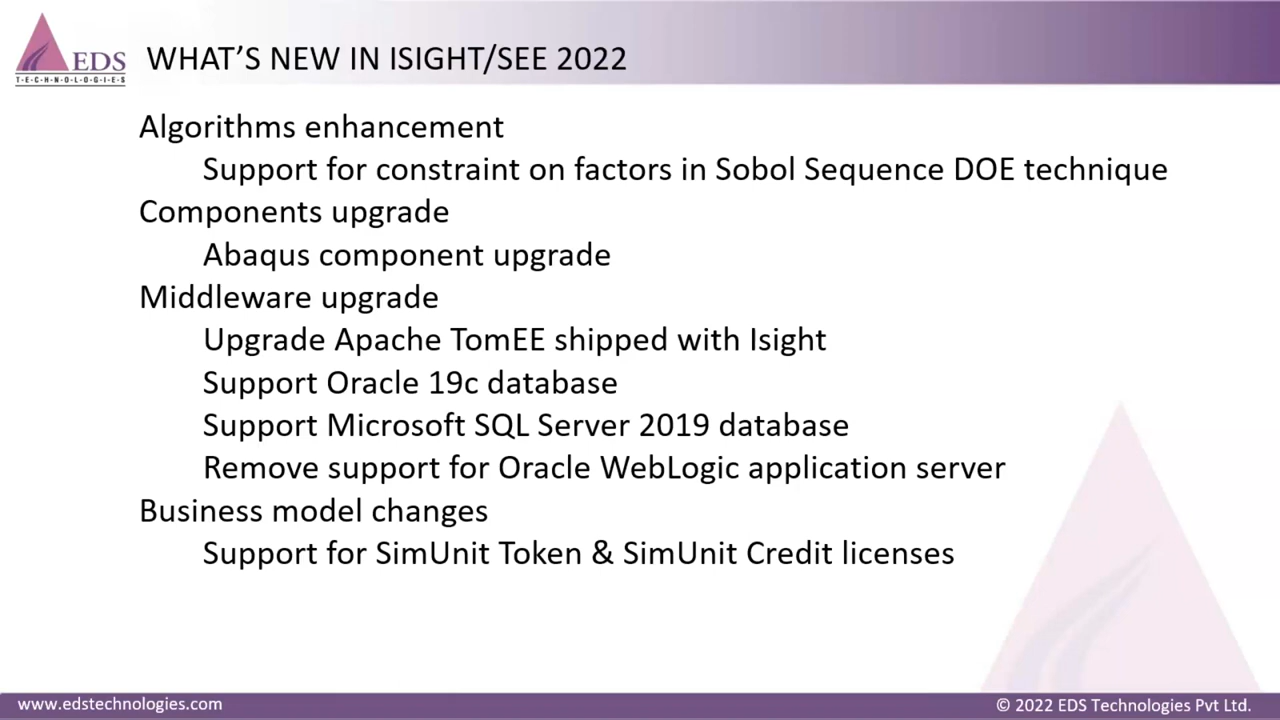 EDS
T·E·C·H·N·O·L·O·G·I·E·S
WHAT’S NEW IN ISIGHT/SEE 2022
Algorithms enhancement
Support for constraint on factors in Sobol Sequence DOE technique
Components upgrade
Abaqus component upgrade
Middleware upgrade
Upgrade Apache TomEE shipped with Isight
Support Oracle 19c database
Support Microsoft SQL Server 2019 database
Remove support for Oracle WebLogic application server
Business model changes
Support for SimUnit Token & SimUnit Credit licenses
www.edstechnologies.com
© 2022 EDS Technologies Pvt Ltd.